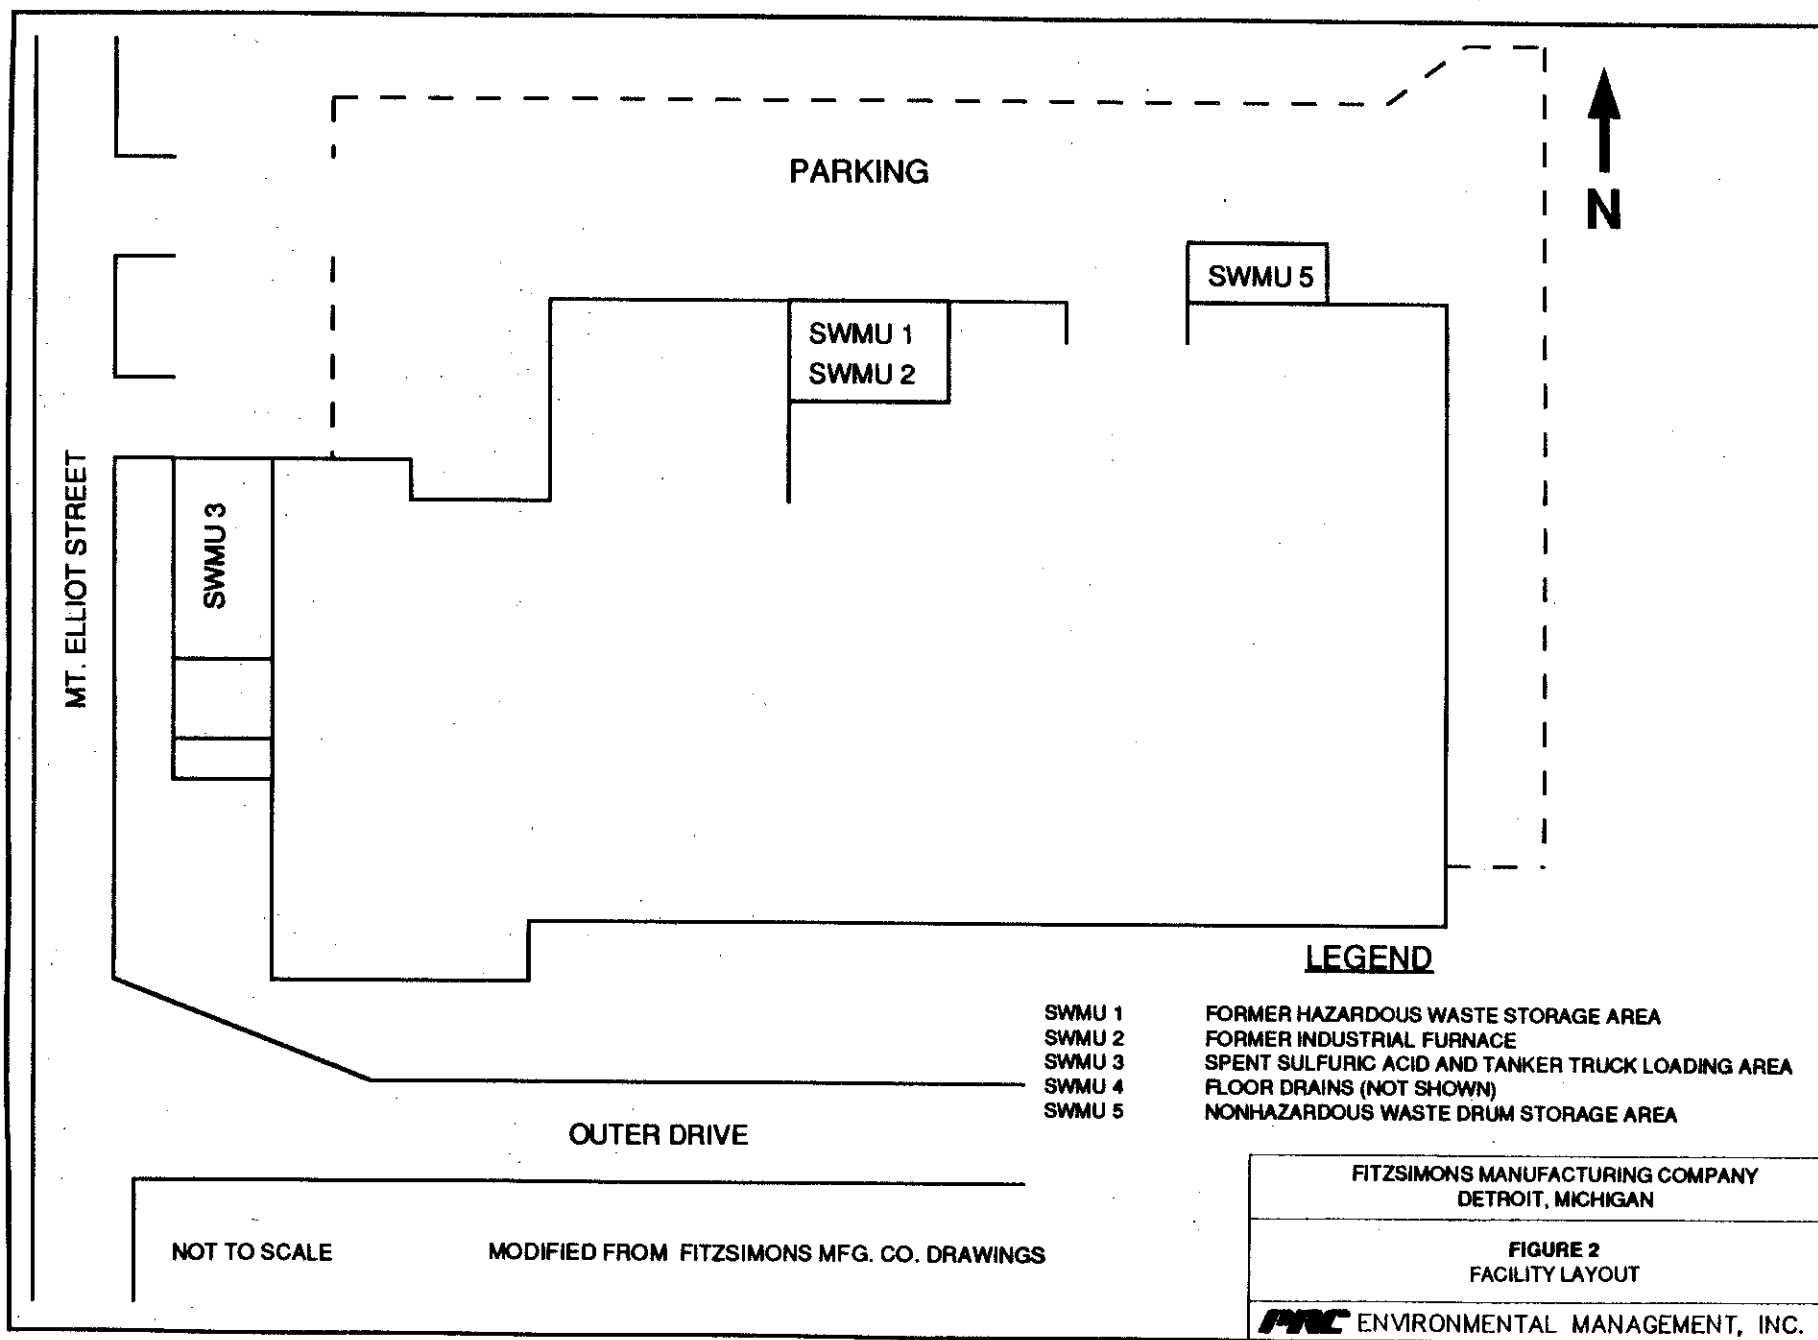 PARKING
N
SWMU 5
SWMU 1
SWMU 2
MT. ELLIOT STREET
SWMU 3
LEGEND
SWMU 1 FORMER HAZARDOUS WASTE STORAGE AREA
SWMU 2 FORMER INDUSTRIAL FURNACE
SWMU 3 SPENT SULFURIC ACID AND TANKER TRUCK LOADING AREA
SWMU 4 FLOOR DRAINS (NOT SHOWN)
SWMU 5 NONHAZARDOUS WASTE DRUM STORAGE AREA
OUTER DRIVE
NOT TO SCALE
MODIFIED FROM FITZSIMONS MFG. CO. DRAWINGS
FITZSIMONS MANUFACTURING COMPANY
DETROIT, MICHIGAN
FIGURE 2
FACILITY LAYOUT
PRC ENVIRONMENTAL MANAGEMENT, INC.